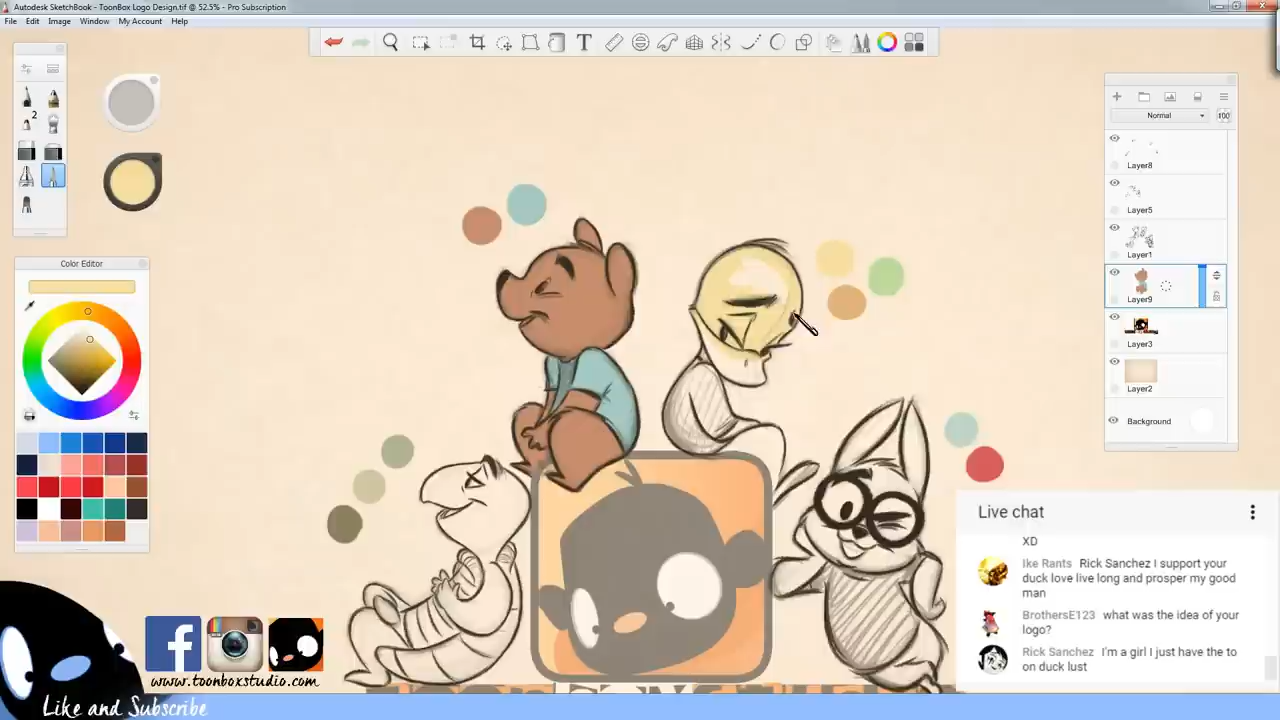 Autodesk SketchBook - ToonBox Logo Design.tif @ 52.5% - Pro Subscription
File Edit Image Window My Account Help
T
2
Normal 100
Layer8
Layer5
Layer1
Layer9
Layer3
Layer2
Background
Color Editor
Live chat
XD
Ike Rants Rick Sanchez I support your
duck love live long and prosper my good
man
BrothersE123 what was the idea of your
logo?
Rick Sanchez I'm a girl I just have the to
on duck lust
www.toonboxstudio.com
Like and Subscribe